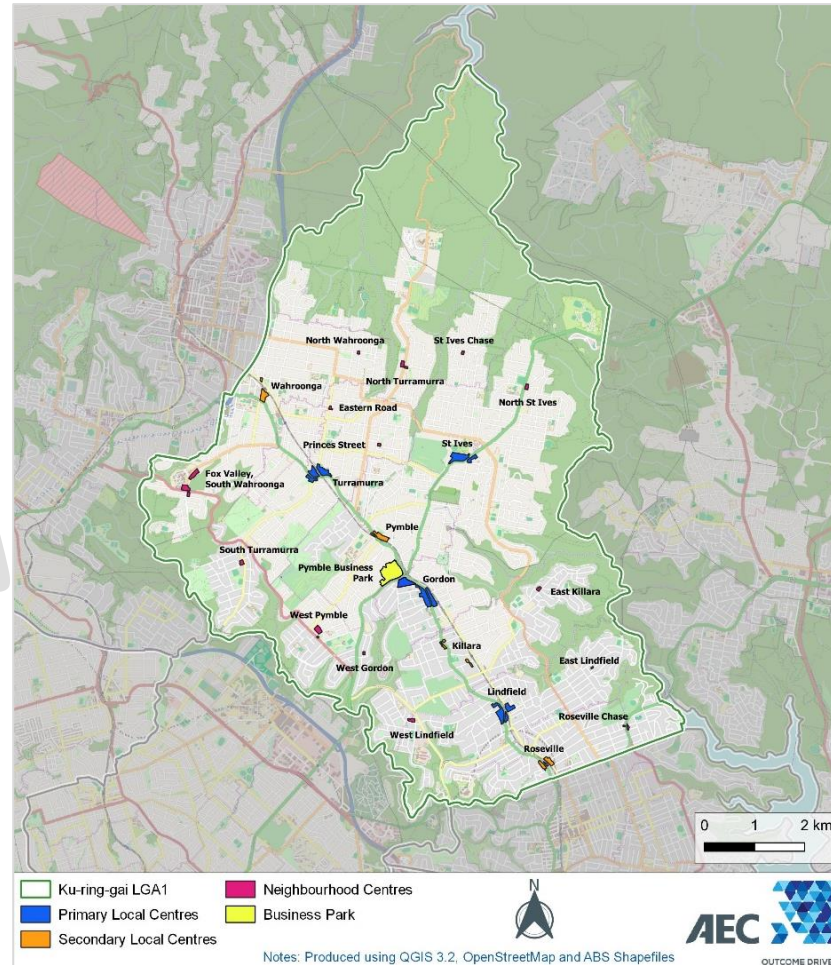 North Wahroonga
St Ives Chase
North Turramurra
Wahroonga
Eastern Road
North St Ives
Princes Street
St Ives
Fox Valley,
South Wahroonga
Turramurra
Pymble
South Turramurra
Pymble Business
Park
Gordon
East Killara
West Pymble
Killara
West Gordon
East Lindfield
Lindfield
Roseville Chase
West Lindfield
Roseville
0 1 2 km
Ku-ring-gai LGA1
Neighbourhood Centres
Primary Local Centres
Business Park
Secondary Local Centres
N
AEC
OUTCOME DRIVE
Notes: Produced using QGIS 3.2, OpenStreetMap and ABS Shapefiles